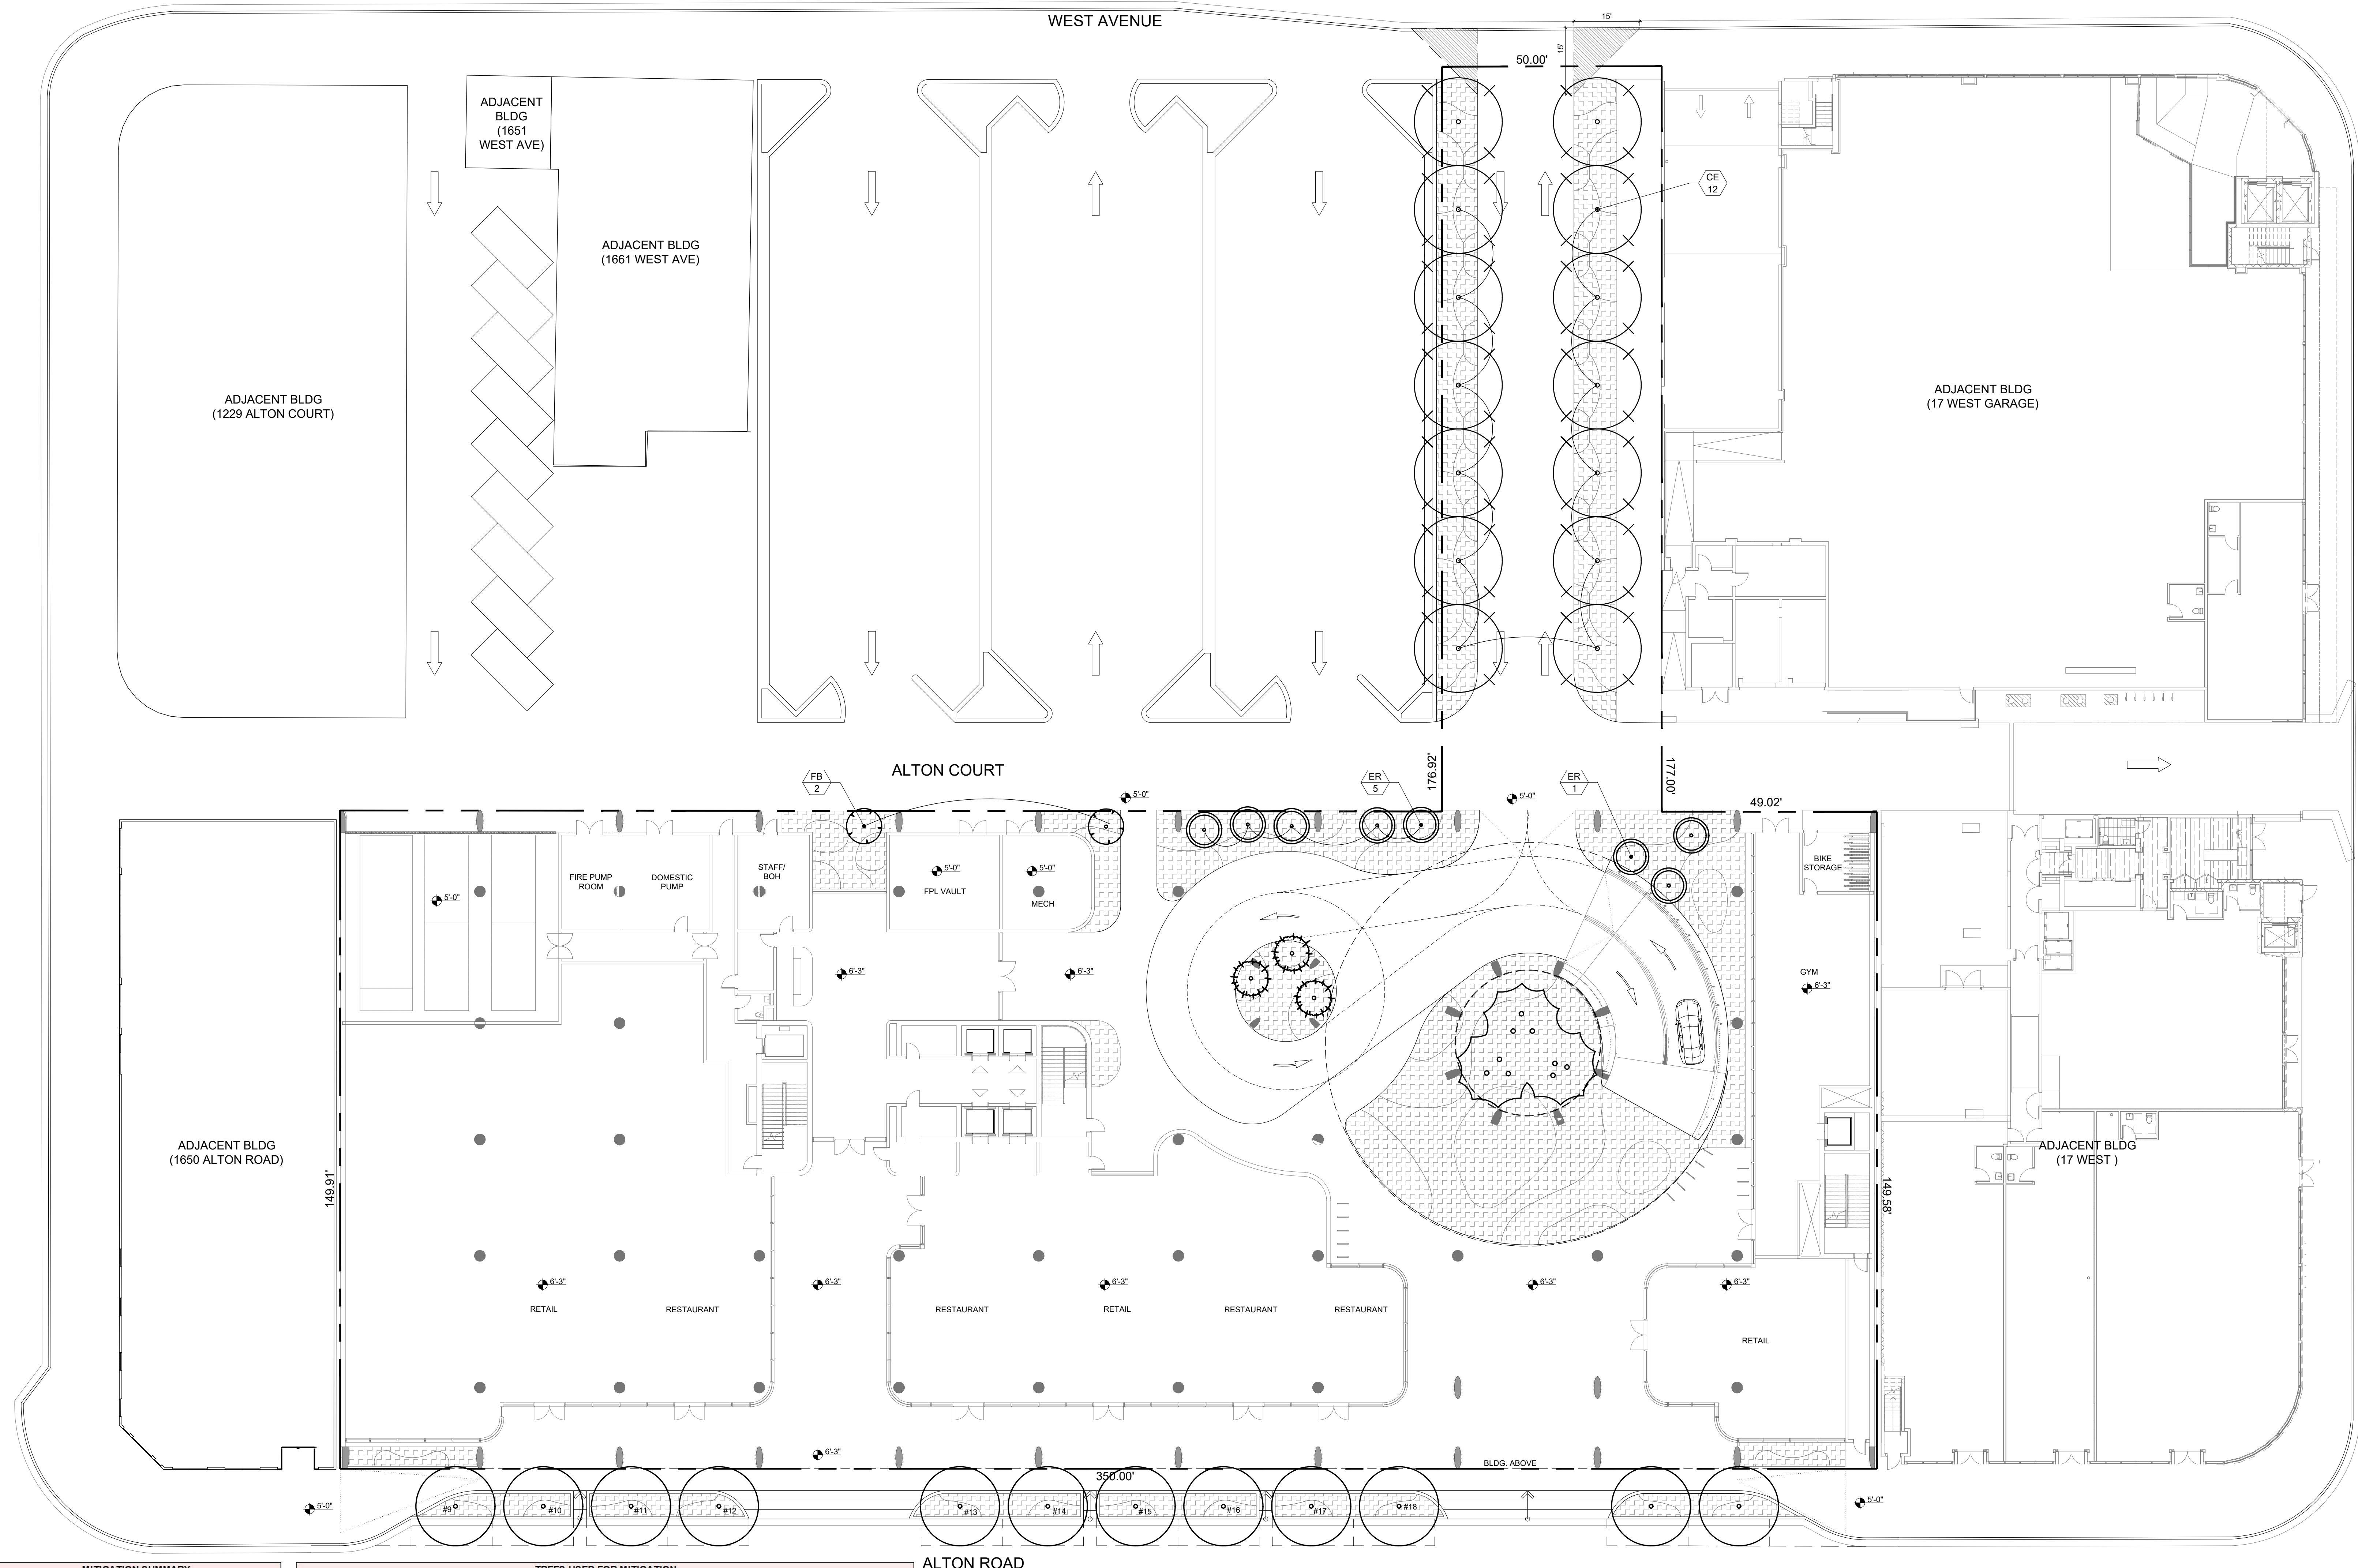 WEST AVENUE
15'
15'
50.00'
ADJACENT
BLDG
(1651
WEST AVE)
CE
12
ADJACENT BLDG
(1661 WEST AVE)
ADJACENT BLDG
(1229 ALTON COURT)
ADJACENT BLDG
(17 WEST GARAGE)
ALTON COURT
FB
2
ER
5
ER
1
176.92'
177.00'
5'-0"
5'-0"
49.02'
FIRE PUMP
ROOM
DOMESTIC
PUMP
STAFF/
BOH
5'-0"
FPL VAULT
5'-0"
MECH
BIKE
STORAGE
5'-0"
6'-3"
6'-3"
GYM
6'-3"
ADJACENT BLDG
(1650 ALTON ROAD)
149.91'
149.58'
ADJACENT BLDG
(17 WEST )
6'-3"
6'-3"
6'-3"
6'-3"
6'-3"
RETAIL
RESTAURANT
RESTAURANT
RETAIL
RESTAURANT
RESTAURANT
RETAIL
6'-3"
BLDG. ABOVE
350.00'
5'-0"
#9
#10
#11
#12
#13
#14
#15
#16
#17
#18
5'-0"
MITIGATION SUMMARY
TREES USED FOR MITIGATION
ALTON ROAD